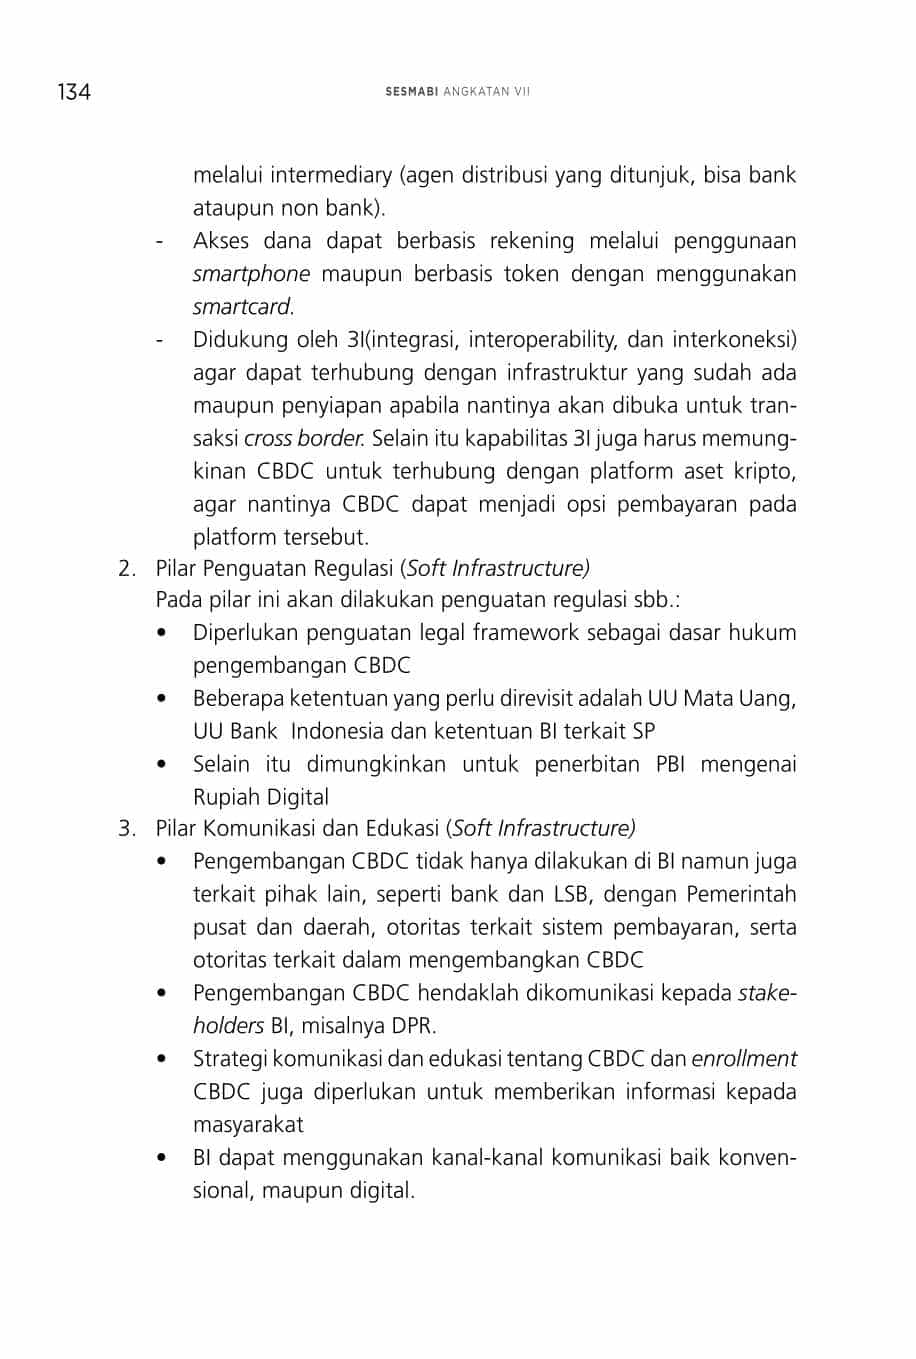 134
SESMABI ANGKATAN VII
melalui intermediary (agen distribusi yang ditunjuk, bisa bank
ataupun non bank).
- Akses dana dapat berbasis rekening melalui penggunaan
smartphone maupun berbasis token dengan menggunakan
smartcard.
- Didukung oleh 3I(integrasi, interoperability, dan interkoneksi)
agar dapat terhubung dengan infrastruktur yang sudah ada
maupun penyiapan apabila nantinya akan dibuka untuk tran-
saksi cross border. Selain itu kapabilitas 3I juga harus memung-
kinan CBDC untuk terhubung dengan platform aset kripto,
agar nantinya CBDC dapat menjadi opsi pembayaran pada
platform tersebut.
2. Pilar Penguatan Regulasi (Soft Infrastructure)
Pada pilar ini akan dilakukan penguatan regulasi sbb.:
• Diperlukan penguatan legal framework sebagai dasar hukum
pengembangan CBDC
• Beberapa ketentuan yang perlu direvisit adalah UU Mata Uang,
UU Bank  Indonesia dan ketentuan BI terkait SP
• Selain itu dimungkinkan untuk penerbitan PBI mengenai
Rupiah Digital
3. Pilar Komunikasi dan Edukasi (Soft Infrastructure)
• Pengembangan CBDC tidak hanya dilakukan di BI namun juga
terkait pihak lain, seperti bank dan LSB, dengan Pemerintah
pusat dan daerah, otoritas terkait sistem pembayaran, serta
otoritas terkait dalam mengembangkan CBDC
• Pengembangan CBDC hendaklah dikomunikasi kepada stake-
holders BI, misalnya DPR.
• Strategi komunikasi dan edukasi tentang CBDC dan enrollment
CBDC juga diperlukan untuk memberikan informasi kepada
masyarakat
• BI dapat menggunakan kanal-kanal komunikasi baik konven-
sional, maupun digital.